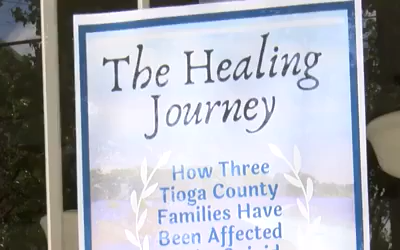 The Healing
Journey
How Three
Tioga County
Families Have
Been Affected